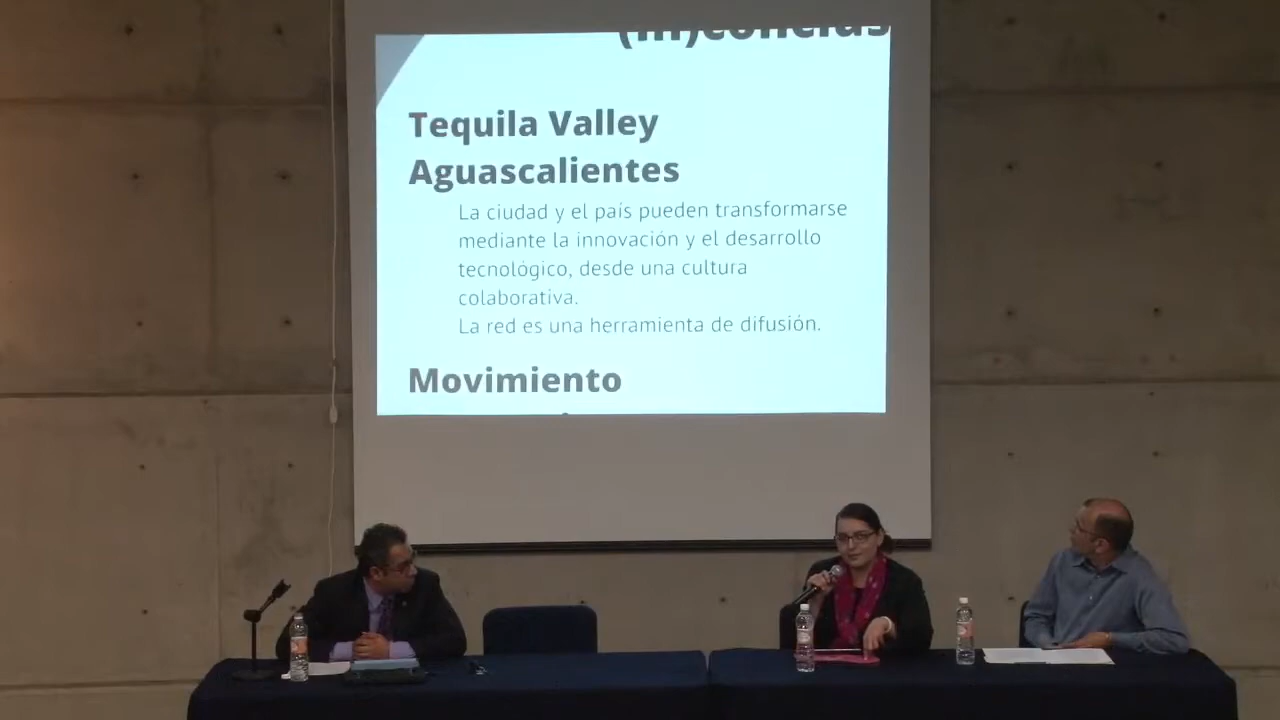 Tequila Valley
Aguascalientes
La ciudad y el país pueden transformarse
mediante la innovación y el desarrollo
tecnológico, desde una cultura
colaborativa.
La red es una herramienta de difusión.
Movimiento